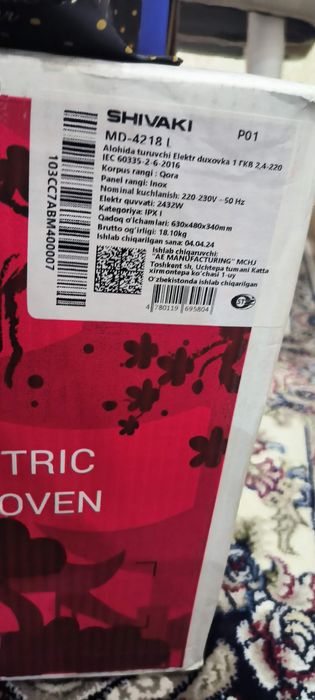 SHIVAKI
P01
MD-4218 L
Alohida turuvchi Elektr duxovka 1 ГКВ 2,4-220
IEC 60335-2-6-2016
Korpus rangi : Qora
Panel rangi: Inox
Nominal kuchlanish: 220-230V ~ 50 Hz
Elektr quvvati: 2432W
Kategoriya: IPX I
Qadoq o'lchamlari: 630x480x340mm
Brutto og'irligi: 18.10kg
Ishlab chiqarilgan sana: 04.04.24
Ishlab chiqaruvchi:
"AE MANUFACTURING" MCHJ
Toshkent sh, Uchtepa tumani Katta
xirmontepa ko'chasi 1-uy
O'zbekistonda ishlab chiqarilgan
4 780119 695804
103CC7ABM400007
TRIC
OVEN